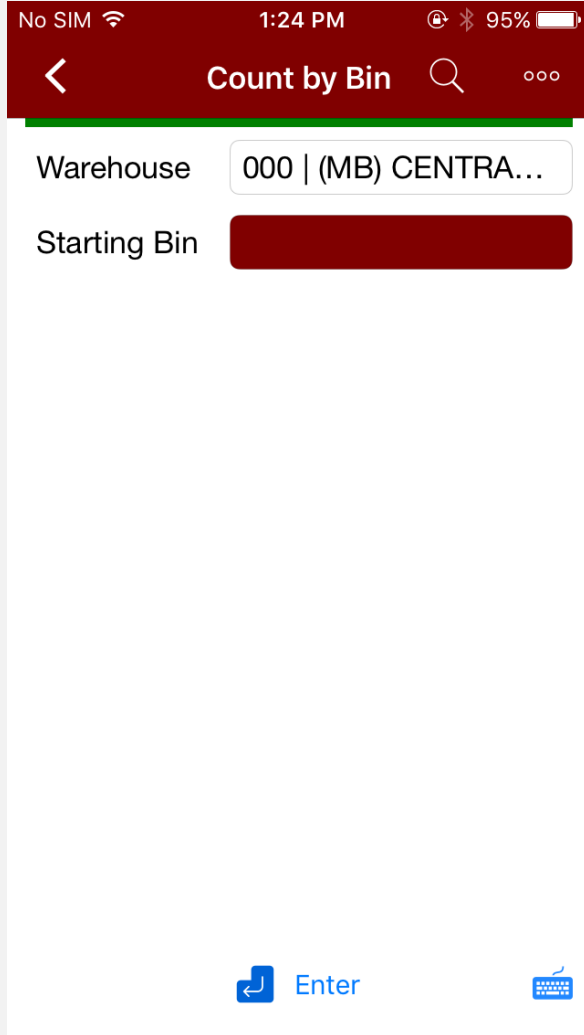 No SIM 1:24 PM 95%
Count by Bin
Warehouse 000 | (MB) CENTRA...
Starting Bin
Enter